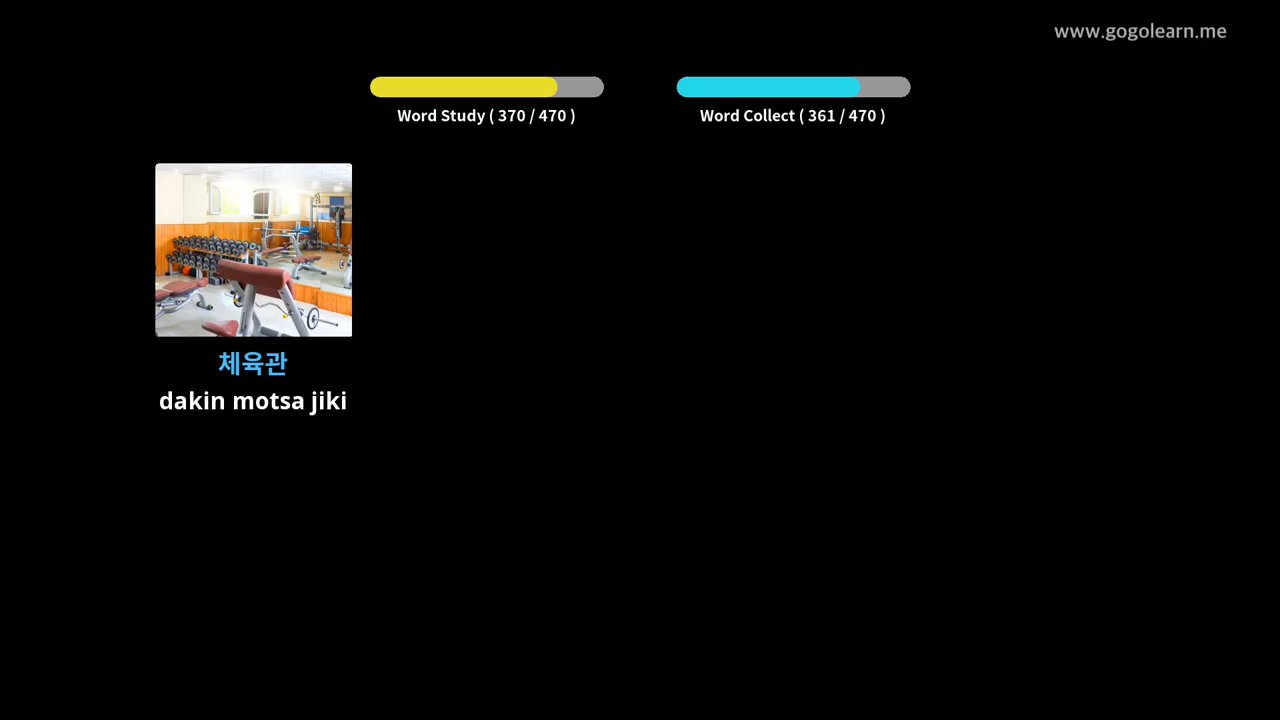 www.gogolearn.me
Word Study ( 370 / 470 )
Word Collect ( 361 / 470 )
체육관
dakin motsa jiki